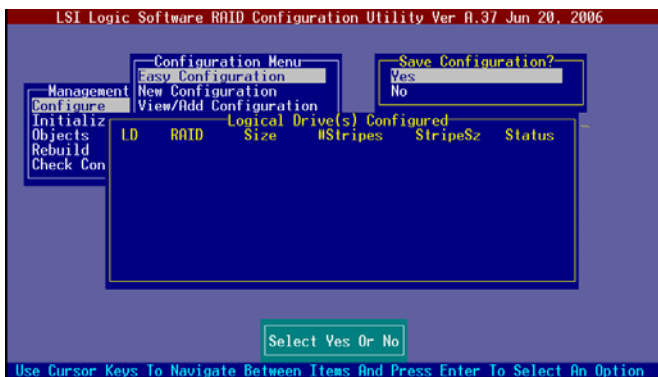 LSI Logic Software RAID Configuration Utility Ver A.37 Jun 20, 2006
Configuration Menu
Easy Configuration
New Configuration
View/Add Configuration
Save Configuration?
Yes
No
Management
Configure
Initializ
Objects
Rebuild
Check Con
Logical Drive(s) Configured
LD RAID Size #Stripes StripeSz Status
Select Yes Or No
Use Cursor Keys To Navigate Between Items And Press Enter To Select An Option